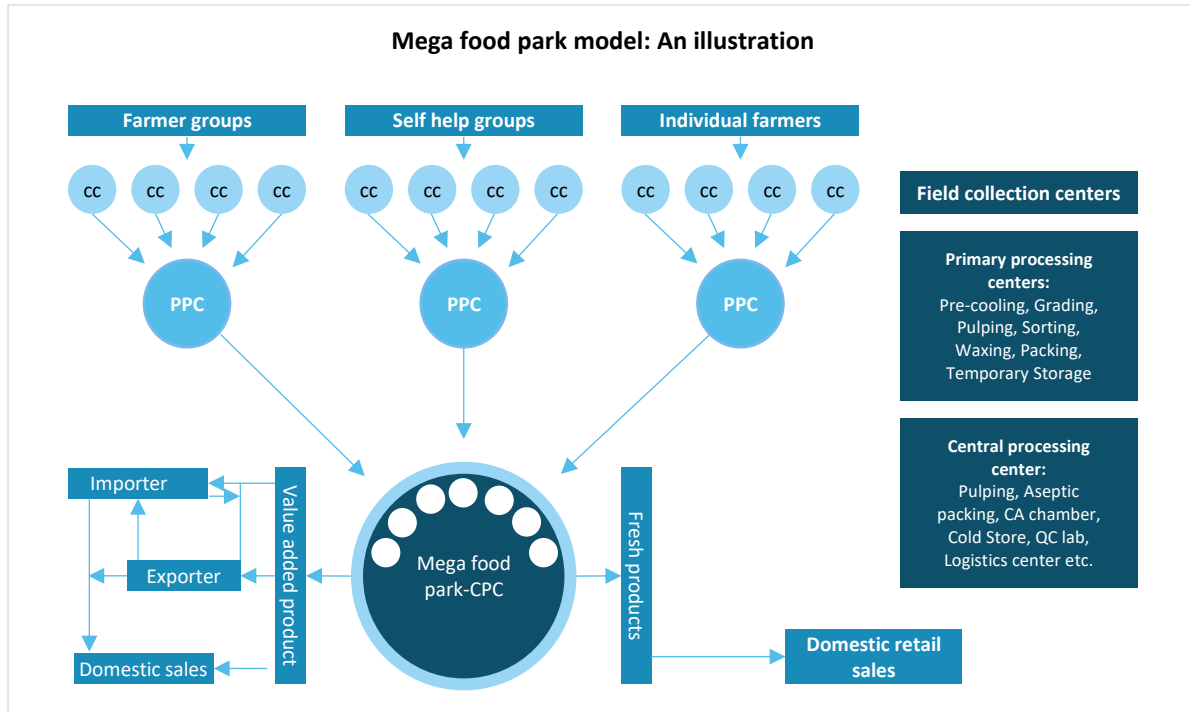 Mega food park model: An illustration
Farmer groups
Self help groups
Individual farmers
cc
cc
cc
cc
cc
cc
cc
cc
cc
cc
cc
cc
PPC
PPC
PPC
Field collection centers
Primary processing
centers:
Pre-cooling, Grading,
Pulping, Sorting,
Waxing, Packing,
Temporary Storage
Central processing
center:
Pulping, Aseptic
packing, CA chamber,
Cold Store, QC lab,
Logistics center etc.
Importer
Exporter
Domestic sales
Value added product
Mega food
park-CPC
Fresh products
Domestic retail
sales